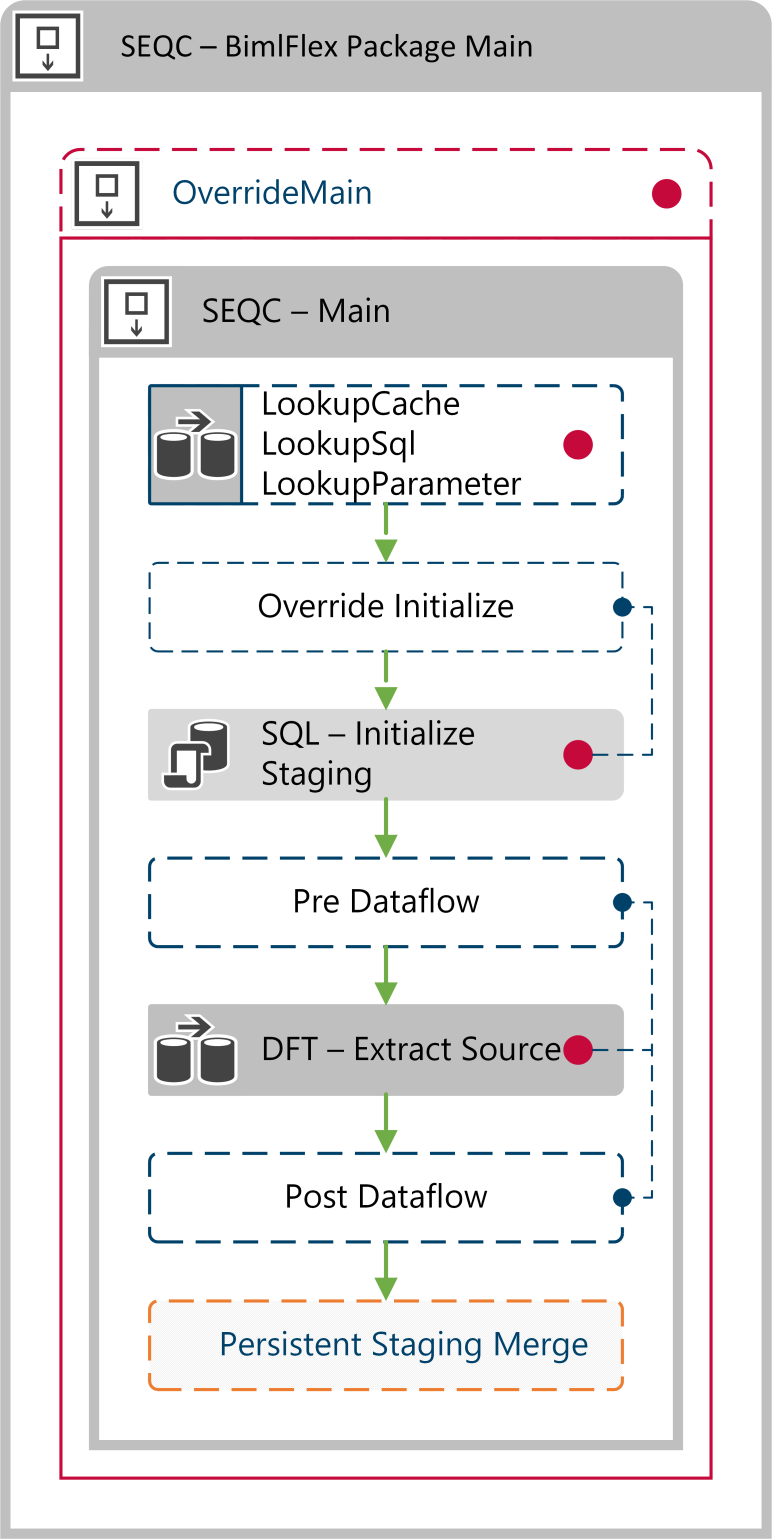 SEQC – BimlFlex Package Main
OverrideMain
SEQC – Main
LookupCache
LookupSql
LookupParameter
Override Initialize
SQL – Initialize
Staging
Pre Dataflow
DFT – Extract Source
Post Dataflow
Persistent Staging Merge